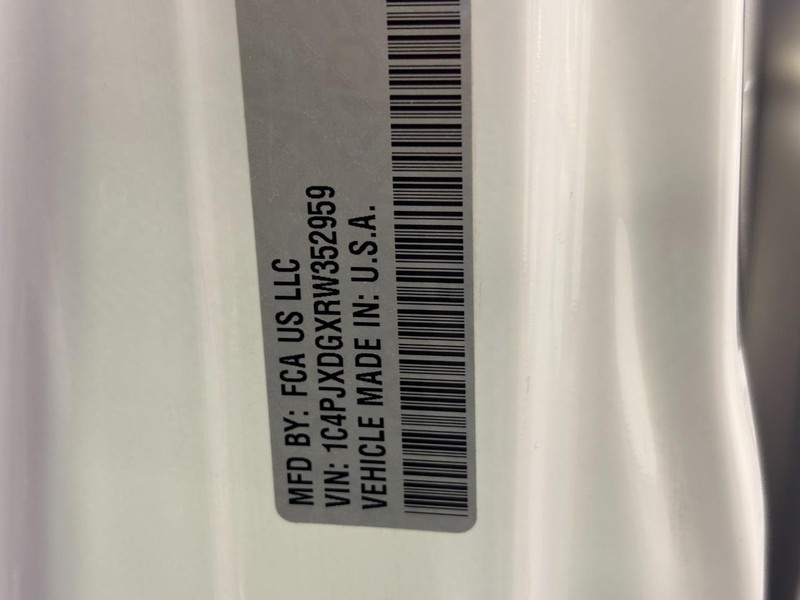 MFD BY: FCA US LLC
VIN: 1C4PJXDGXRW352959
VEHICLE MADE IN: U.S.A.